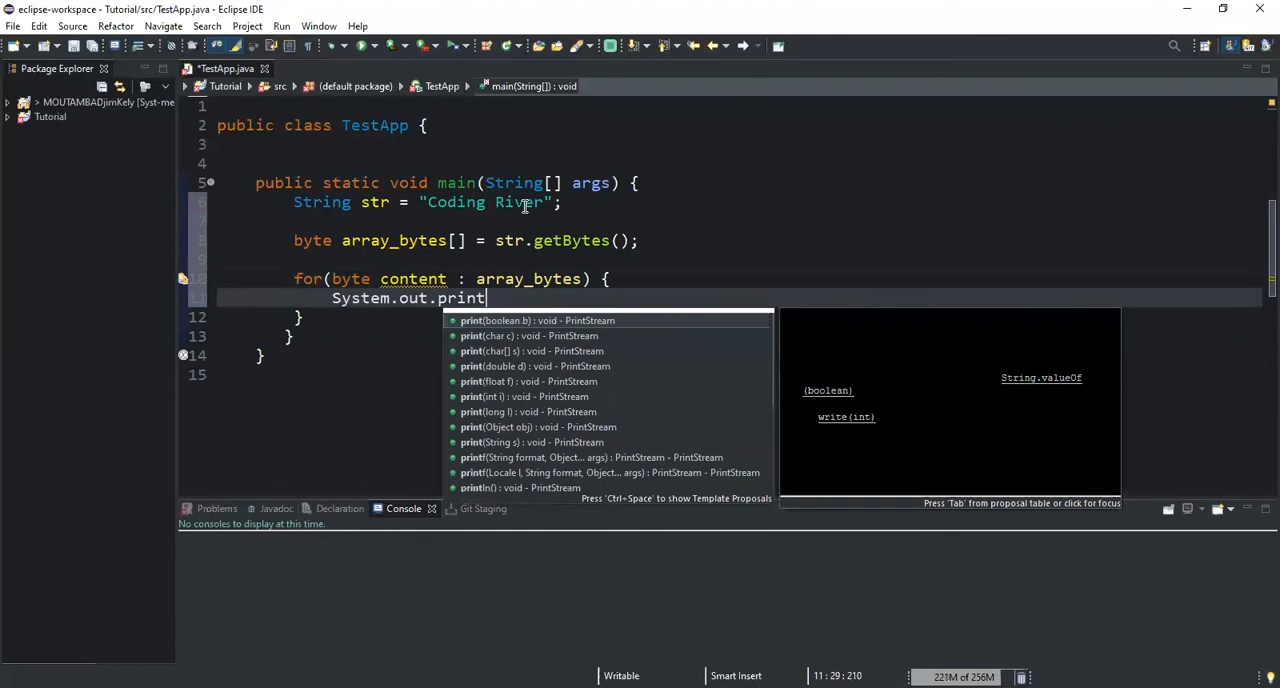 eclipse-workspace - Tutorial/src/TestApp.java - Eclipse IDE
File Edit Source Refactor Navigate Search Project Run Window Help
Package Explorer
*TestApp.java
Tutorial src (default package) TestApp main(String[]) : void
> MOUTAMBADjimKely [Syst-me
Tutorial
1
2 public class TestApp {
3
4
5 public static void main(String[] args) {
6 String str = "Coding River";
7
8 byte array_bytes[] = str.getBytes();
9
10 for(byte content : array_bytes) {
11 System.out.print
12 }
13 }
14 }
15
print(boolean b) : void - PrintStream
print(char c) : void - PrintStream
print(char[] s) : void - PrintStream
print(double d) : void - PrintStream
print(float f) : void - PrintStream
print(int i) : void - PrintStream
print(long l) : void - PrintStream
print(Object obj) : void - PrintStream
print(String s) : void - PrintStream
printf(String format, Object... args) : PrintStream - PrintStream
printf(Locale l, String format, Object... args) : PrintStream - PrintStream
println() : void - PrintStream
Press 'Ctrl+Space' to show Template Proposals
String.valueOf
(boolean)
write(int)
Press 'Tab' from proposal table or click for focus
Problems Javadoc Declaration Console Git Staging
No consoles to display at this time.
Writable Smart Insert 11 : 29 : 210 221M of 256M